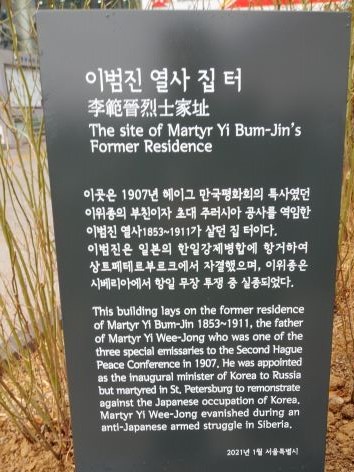 이범진 열사 집 터
李範晉烈士家址
The site of Martyr Yi Bum-Jin's
Former Residence
이곳은 1907년 헤이그 만국평화회의 특사였던
이위종의 부친이자 초대 주러시아 공사를 역임한
이범진 열사1853~1911가 살던 집 터이다.
이범진은 일본의 한일강제병합에 항거하여
상트페테르부르크에서 자결했으며, 이위종은
시베리아에서 항일 무장 투쟁 중 실종되었다.
This building lays on the former residence
of Martyr Yi Bum-Jin 1853~1911, the father
of Martyr Yi Wee-Jong who was one of the
three special emissaries to the Second Hague
Peace Conference in 1907. He was appointed
as the inaugural minister of Korea to Russia
but martyred in St. Petersburg to remonstrate
against the Japanese occupation of Korea.
Martyr Yi Wee-Jong evanished during an
anti-Japanese armed struggle in Siberia.
2021년 1월 서울특별시